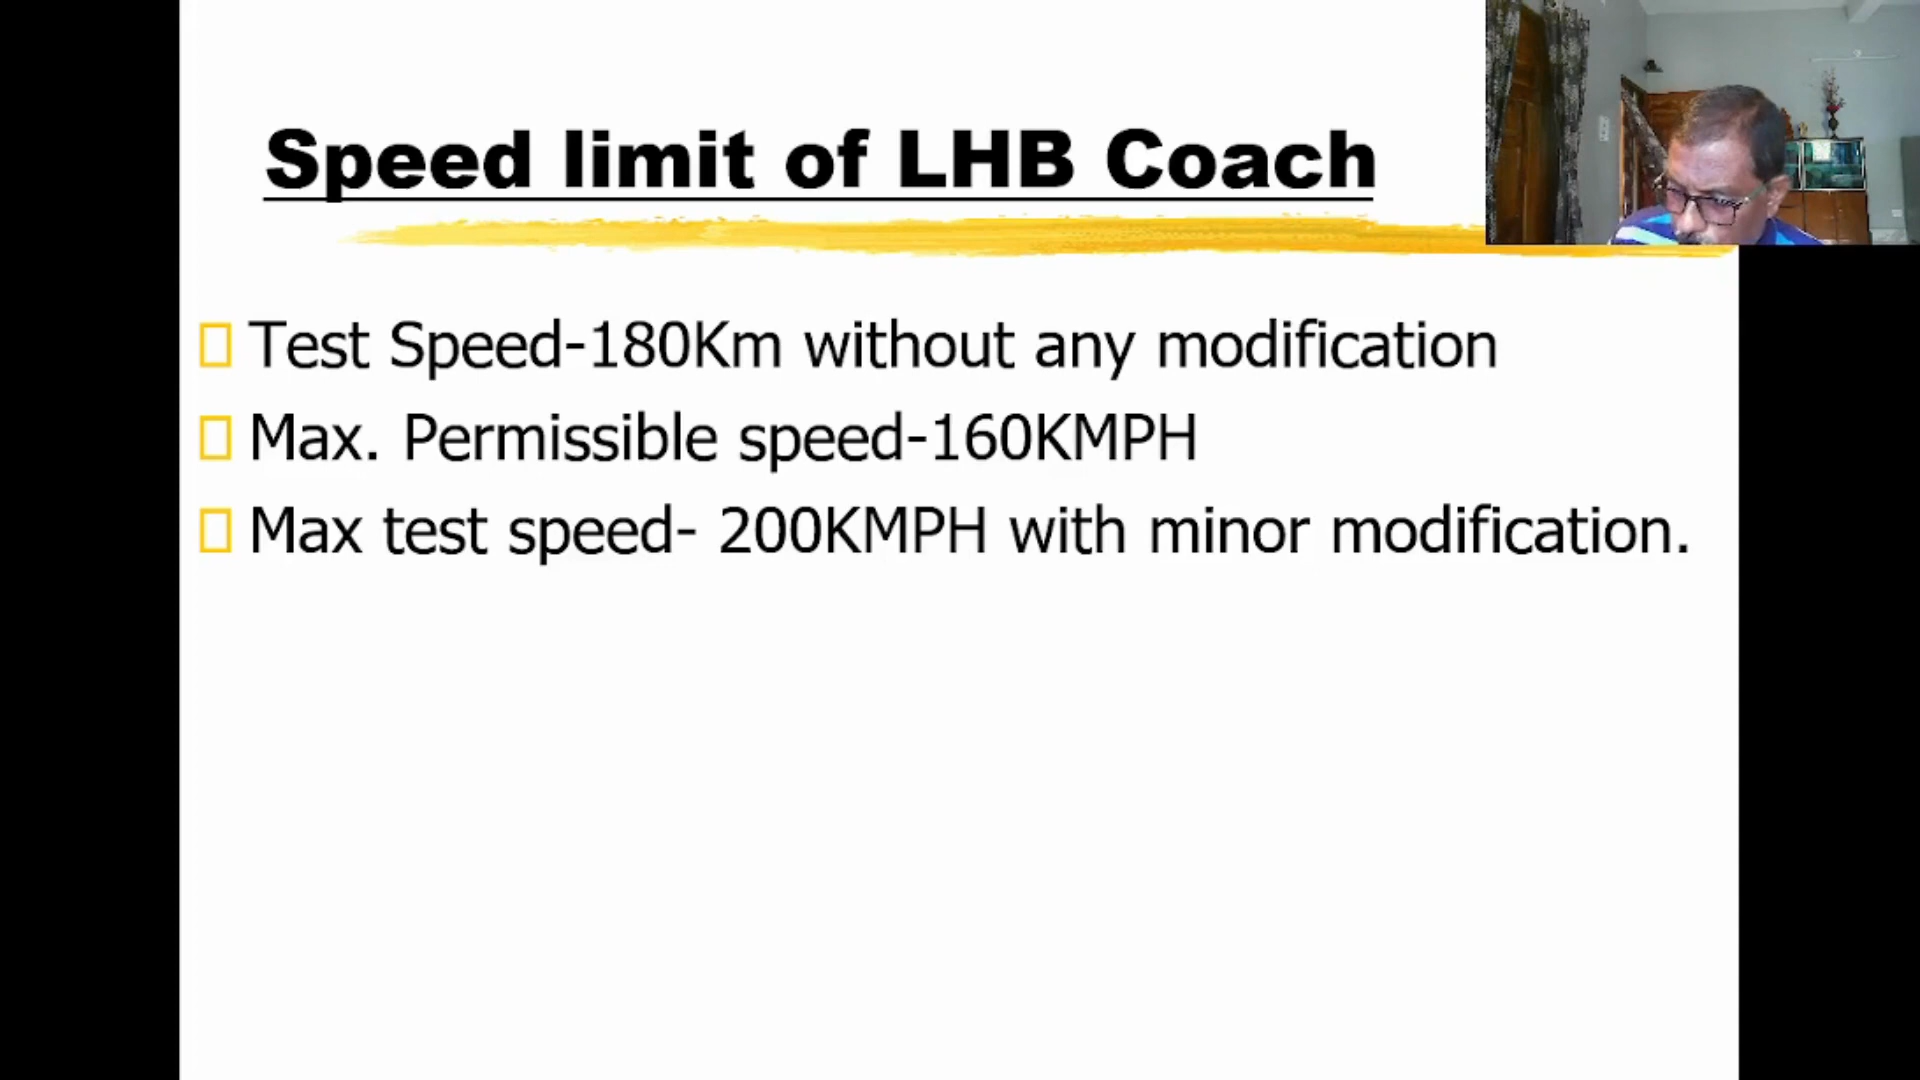 Speed limit of LHB Coach
Test Speed-180Km without any modification
Max. Permissible speed-160KMPH
Max test speed- 200KMPH with minor modification.